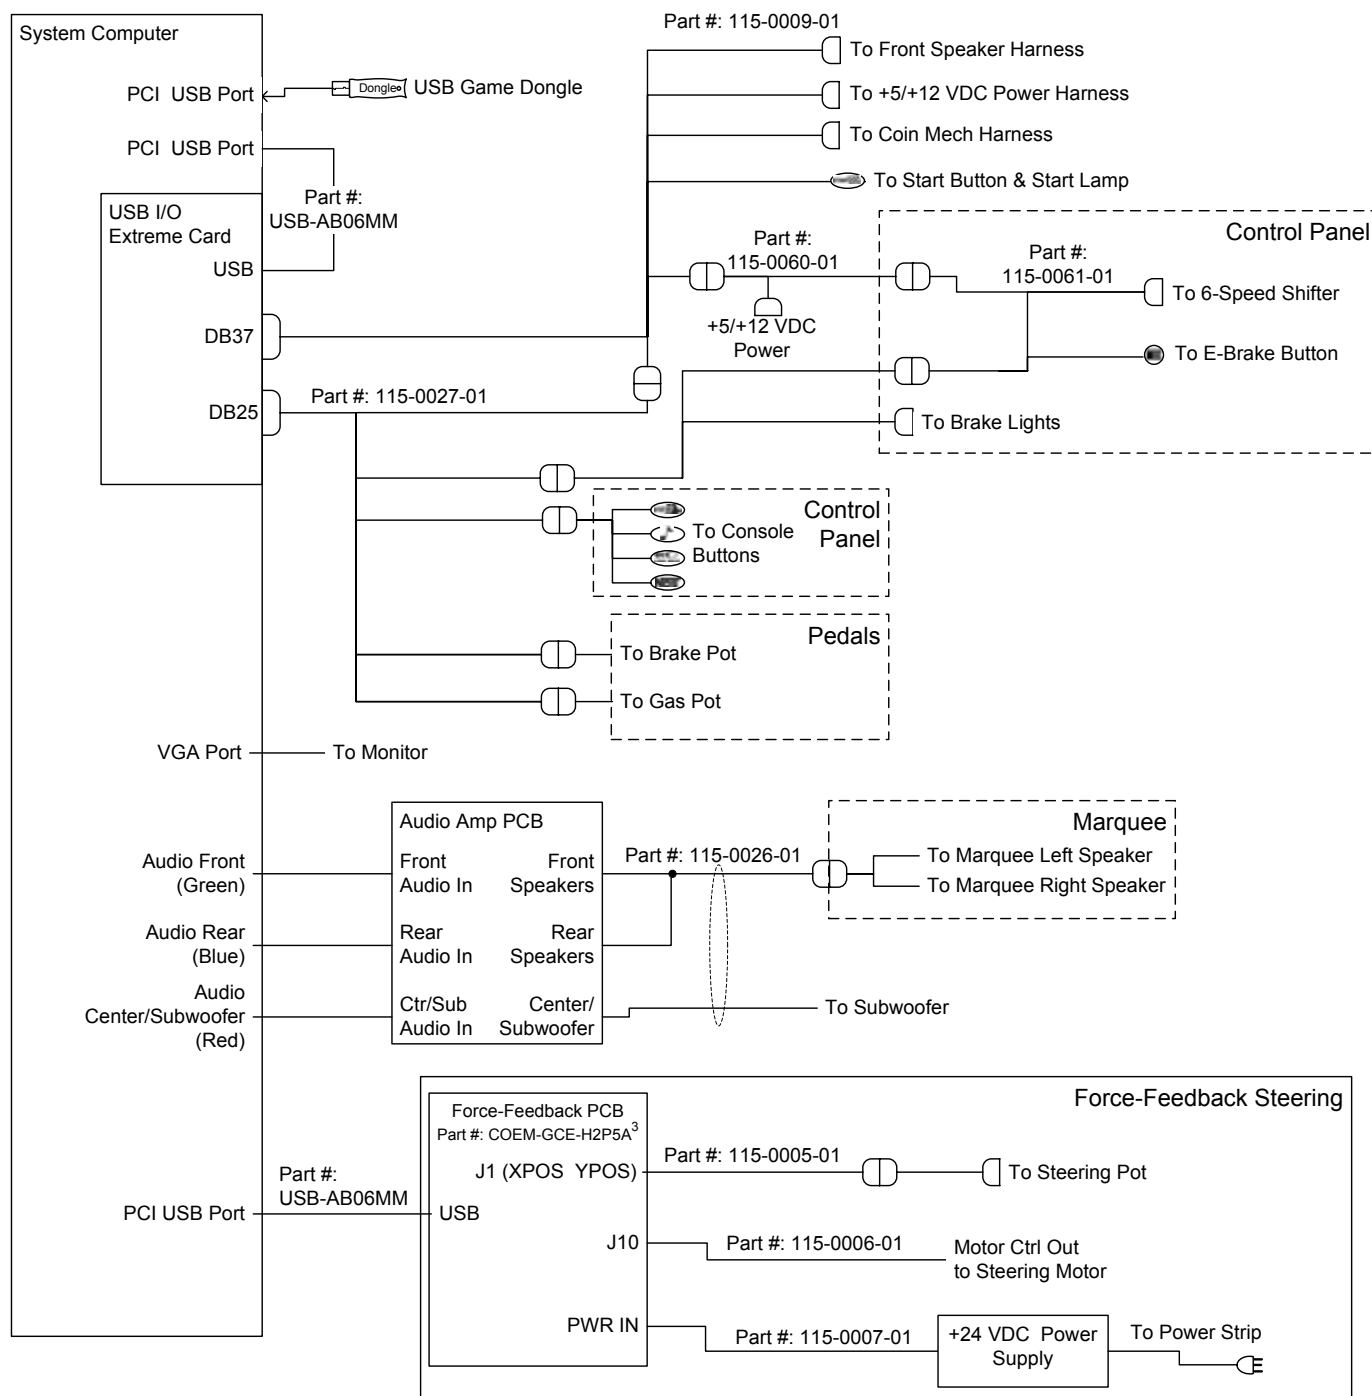 System Computer
PCI USB Port
Dongle
USB Game Dongle
PCI USB Port
Part #:
USB-AB06MM
USB I/O
Extreme Card
USB
DB37
DB25
Part #: 115-0027-01
Part #: 115-0009-01
To Front Speaker Harness
To +5/+12 VDC Power Harness
To Coin Mech Harness
To Start Button & Start Lamp
Part #:
115-0060-01
+5/+12 VDC
Power
Control Panel
Part #:
115-0061-01
To 6-Speed Shifter
To E-Brake Button
To Brake Lights
Control
Panel
To Console
Buttons
Pedals
To Brake Pot
To Gas Pot
VGA Port
To Monitor
Audio Front
(Green)
Audio Rear
(Blue)
Audio
Center/Subwoofer
(Red)
Audio Amp PCB
Front
Audio In
Front
Speakers
Rear
Audio In
Rear
Speakers
Ctr/Sub
Audio In
Center/
Subwoofer
Part #: 115-0026-01
Marquee
To Marquee Left Speaker
To Marquee Right Speaker
To Subwoofer
Force-Feedback Steering
Force-Feedback PCB
Part #: COEM-GCE-H2P5A3
J1 (XPOS YPOS)
Part #: 115-0005-01
To Steering Pot
PCI USB Port
Part #:
USB-AB06MM
USB
J10
Part #: 115-0006-01
Motor Ctrl Out
to Steering Motor
PWR IN
Part #: 115-0007-01
+24 VDC Power
Supply
To Power Strip